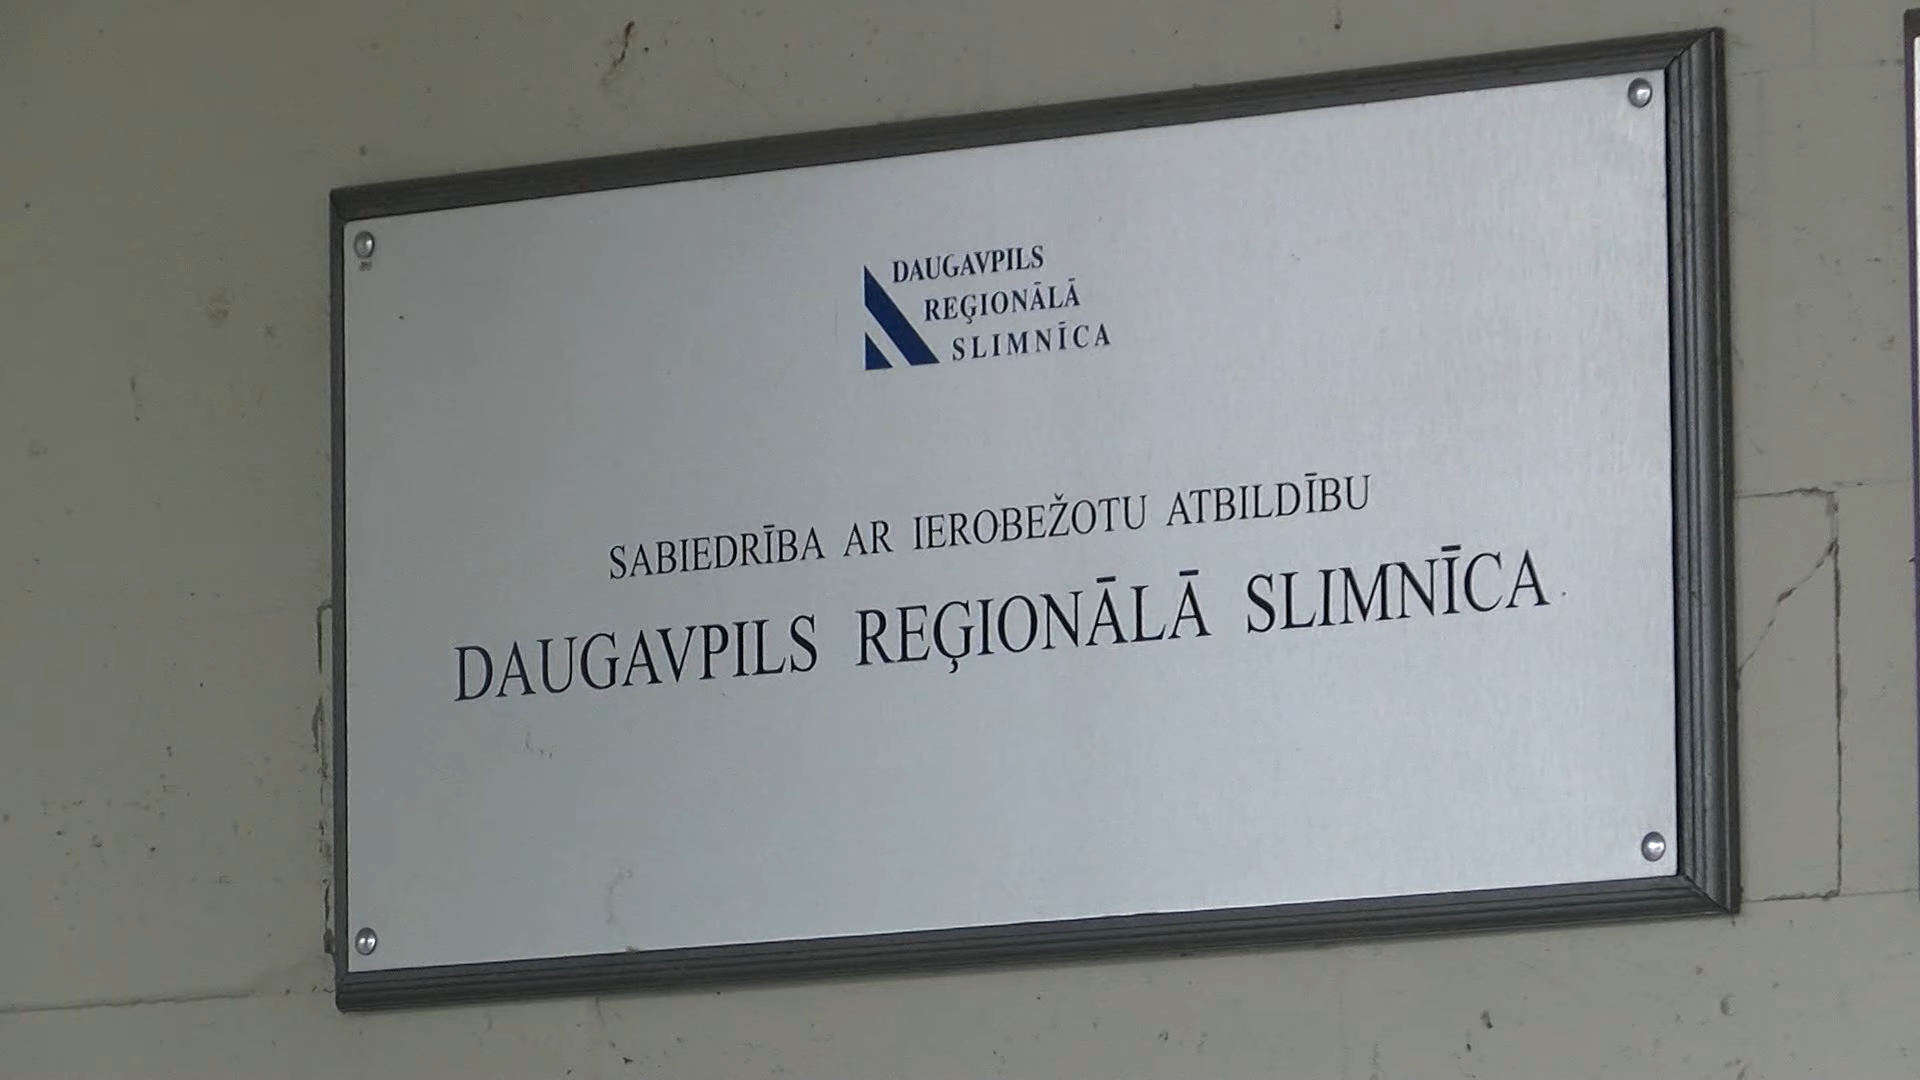 DAUGAVPILS
REĢIONĀLĀ
SLIMNĪCA
SABIEDRĪBA AR IEROBEŽOTU ATBILDĪBU
DAUGAVPILS REĢIONĀLĀ SLIMNĪCA